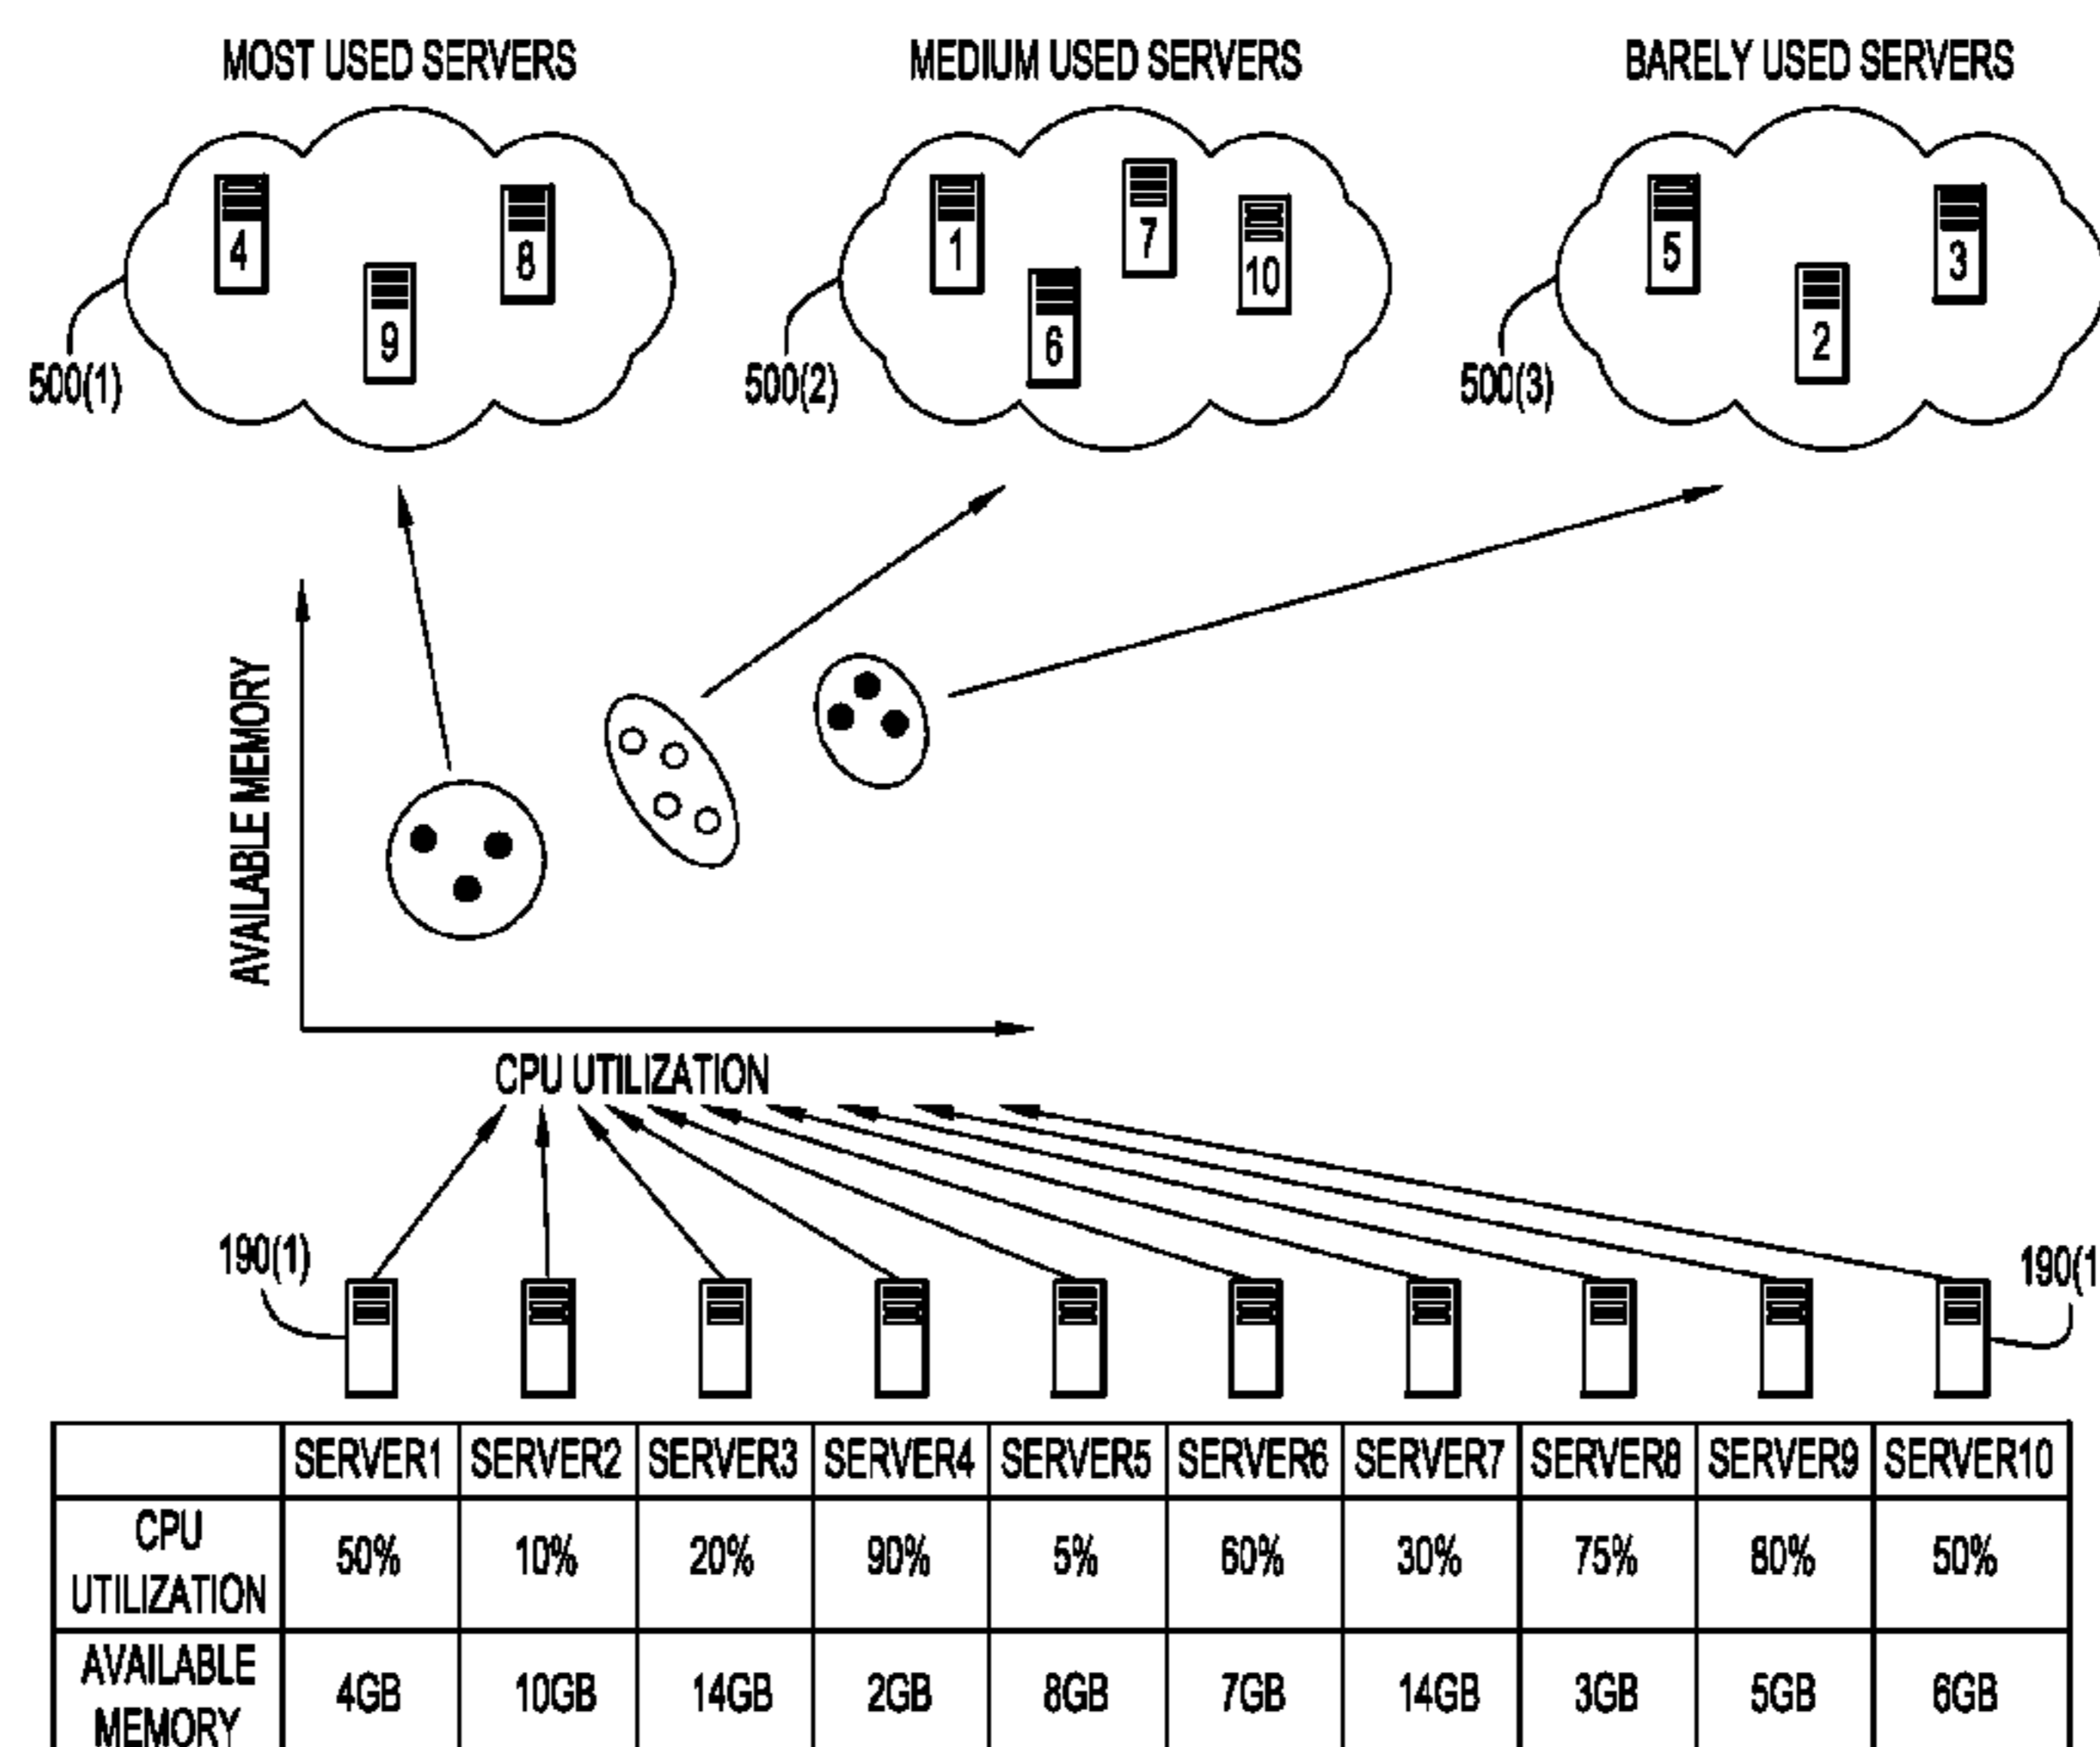 MOST USED SERVERS
MEDIUM USED SERVERS
BARELY USED SERVERS
4
8
9
1
7
10
6
5
3
2
500(1)
500(2)
500(3)
AVAILABLE MEMORY
CPU UTILIZATION
190(1)
190(1
SERVER1 SERVER2 SERVER3 SERVER4 SERVER5 SERVER6 SERVER7 SERVER8 SERVER9 SERVER10
CPU
UTILIZATION
50% 10% 20% 90% 5% 60% 30% 75% 80% 50%
AVAILABLE
MEMORY
4GB 10GB 14GB 2GB 8GB 7GB 14GB 3GB 5GB 6GB